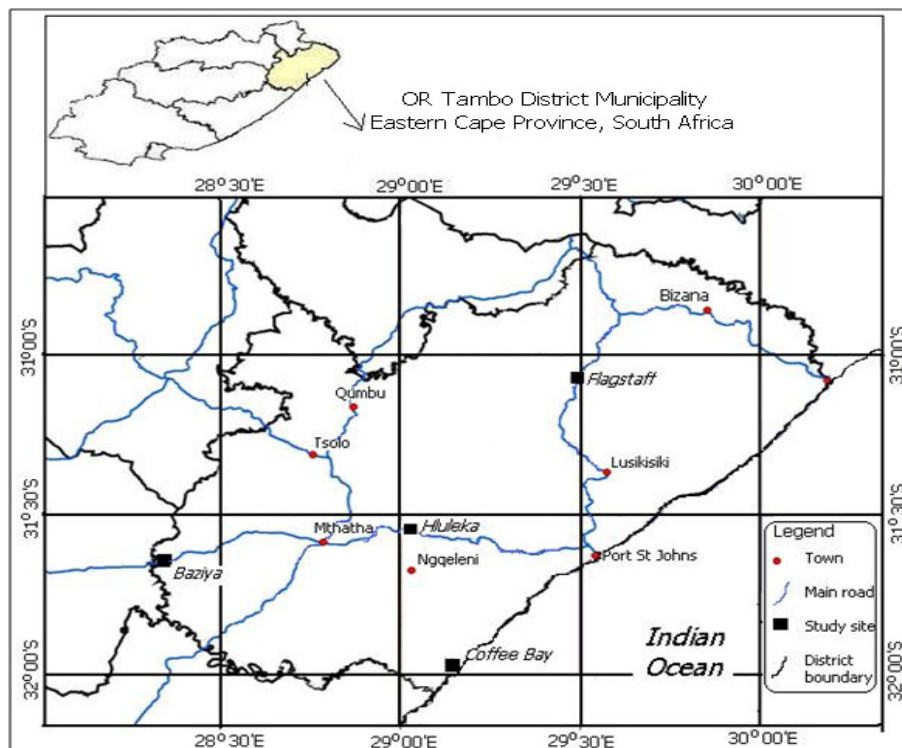 OR Tambo District Municipality
Eastern Cape Province, South Africa
28°30'E
29°00'E
29°30'E
30°00'E
Bizana
31°00'S
31°00'S
Flagstaff
Qumbu
Tsolo
Lusikisiki
31°30'S
31°30'S
Mthatha
Hluleka
Legend
Town
Ngqeleni
Port St Johns
Baziya
Main road
Study site
Indian
Ocean
Coffee Bay
District
boundary
32°00'S
32°00'S
28°30'E
29°00'E
29°30'E
30°00'E